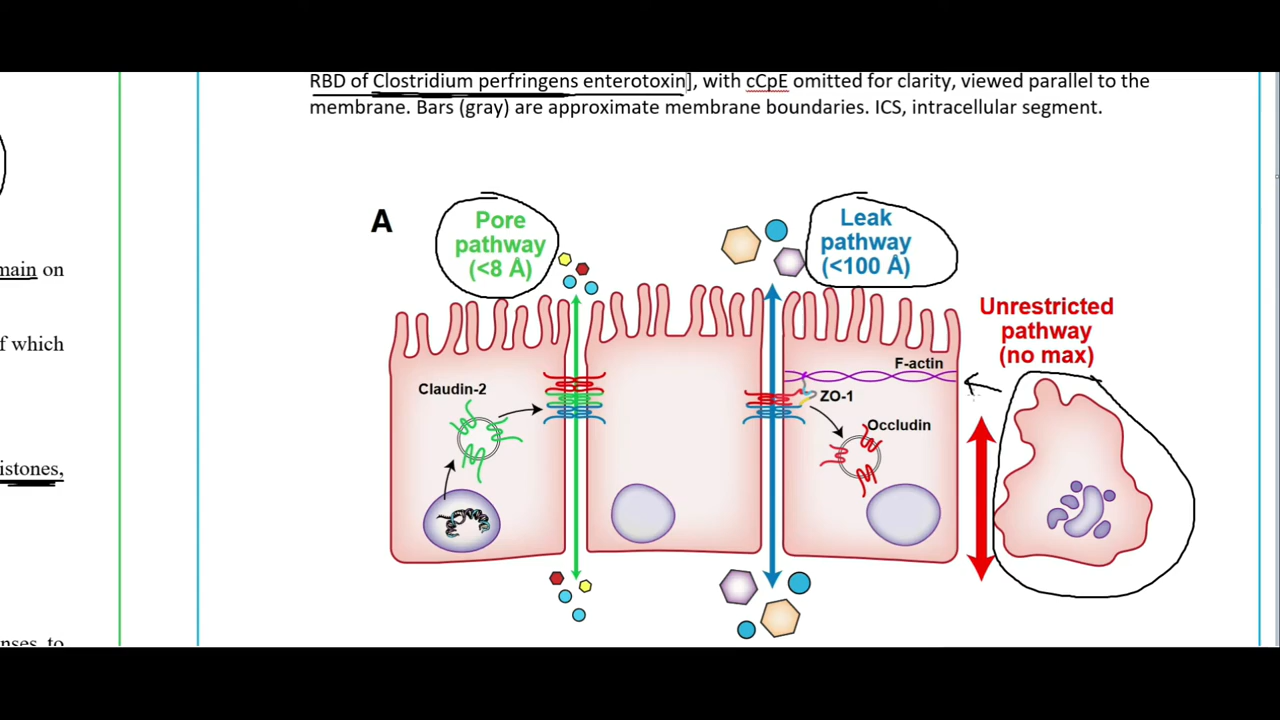 RBD of Clostridium perfringens enterotoxin], with cCpE omitted for clarity, viewed parallel to the
membrane. Bars (gray) are approximate membrane boundaries. ICS, intracellular segment.
main on
f which
istones,
nses, to
A
Pore
pathway
(<8 Å)
Leak
pathway
(<100 Å)
Unrestricted
pathway
(no max)
F-actin
Claudin-2
ZO-1
Occludin